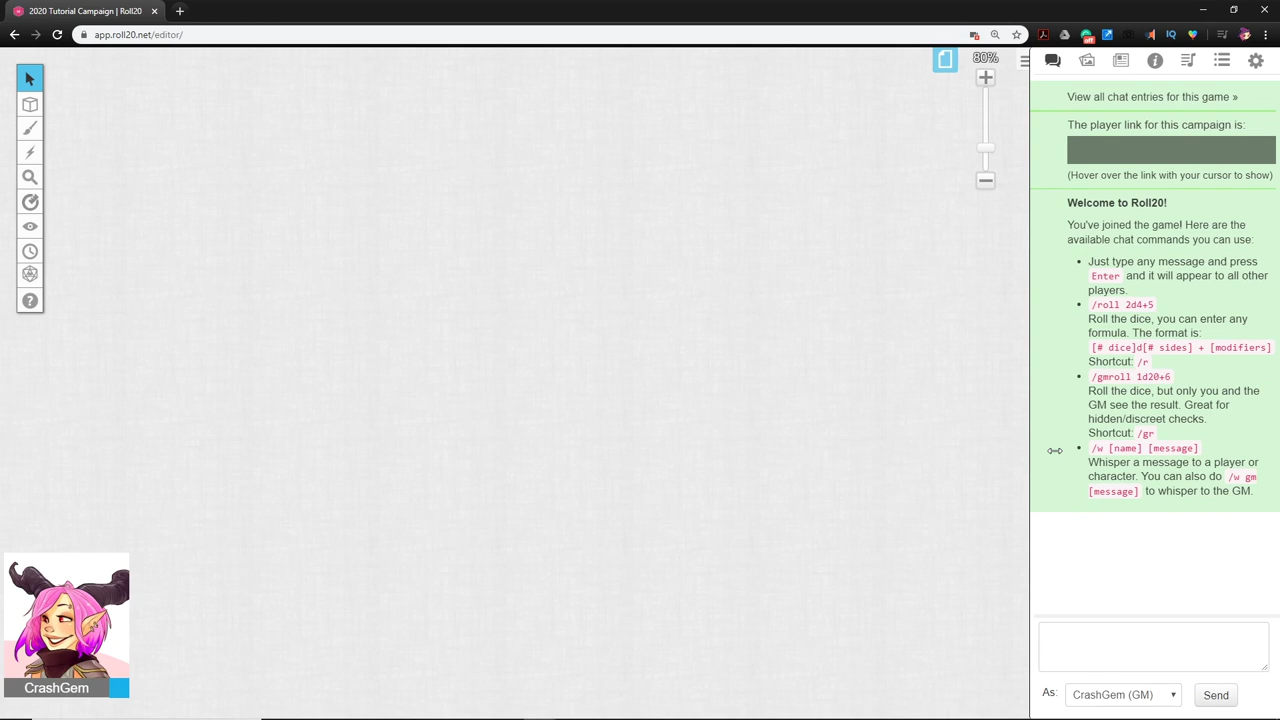 2020 Tutorial Campaign | Roll20
app.roll20.net/editor/
off
80%
View all chat entries for this game »
The player link for this campaign is:
(Hover over the link with your cursor to show)
Welcome to Roll20!
You've joined the game! Here are the
available chat commands you can use:
Just type any message and press
Enter and it will appear to all other
players.
/roll 2d4+5
Roll the dice, you can enter any
formula. The format is:
[# dice]d[# sides] + [modifiers]
Shortcut: /r
/gmroll 1d20+6
Roll the dice, but only you and the
GM see the result. Great for
hidden/discreet checks.
Shortcut: /gr
/w [name] [message]
Whisper a message to a player or
character. You can also do /w gm
[message] to whisper to the GM.
CrashGem
As: CrashGem (GM) Send